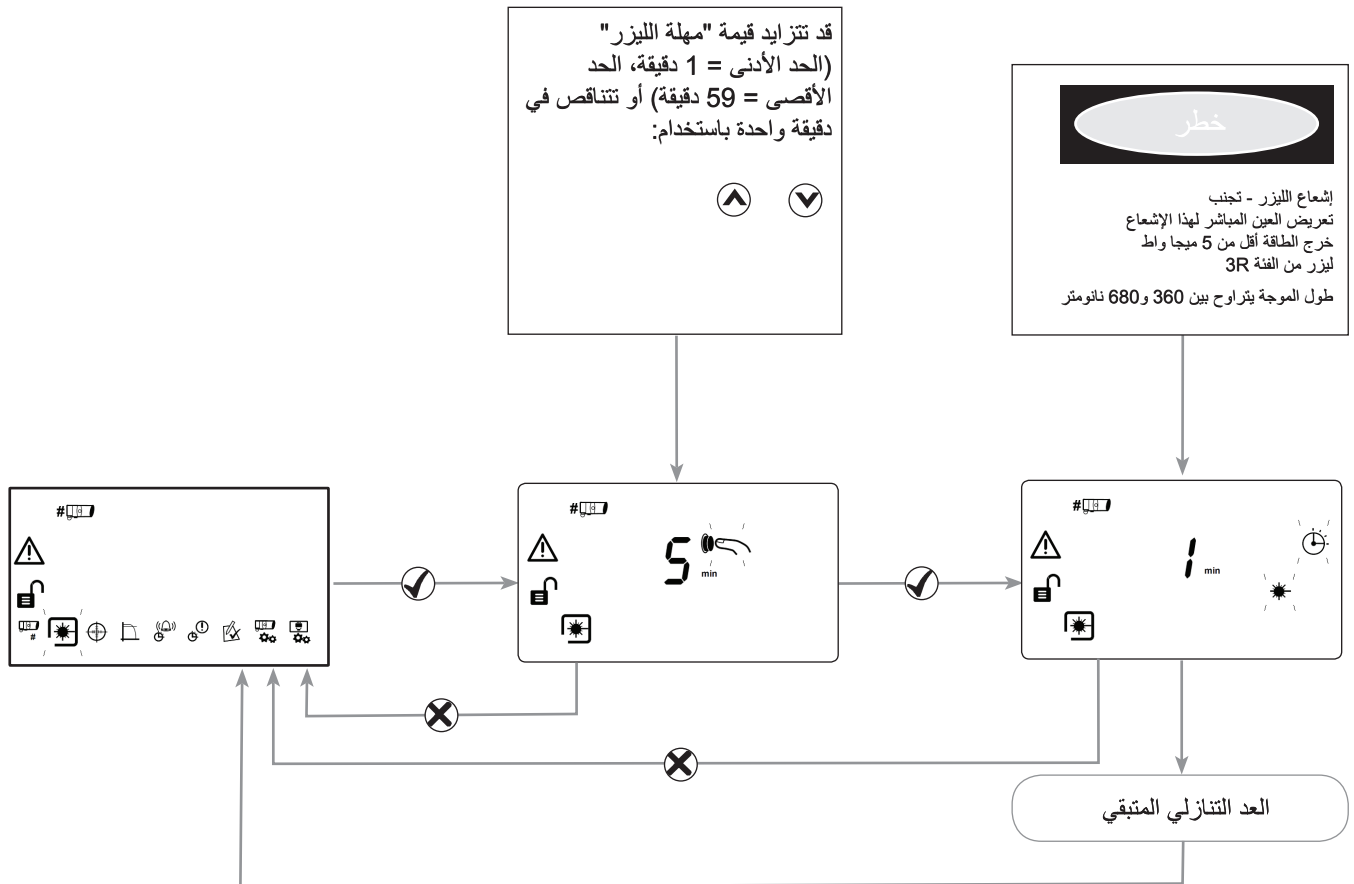 قد تتزايد قيمة "مهلة الليزر"
(الحد الأدنى = 1 دقيقة، الحد
الأقصى = 59 دقيقة) أو تتناقص في
دقيقة واحدة باستخدام:
خطر
إشعاع الليزر - تجنب
تعريض العين المباشر لهذا الإشعاع
خرج الطاقة أقل من 5 ميجا واط
ليزر من الفئة 3R
طول الموجة يتراوح بين 360 و680 نانومتر
#
#
5 min
#
1 min
#
العد التنازلي المتبقي